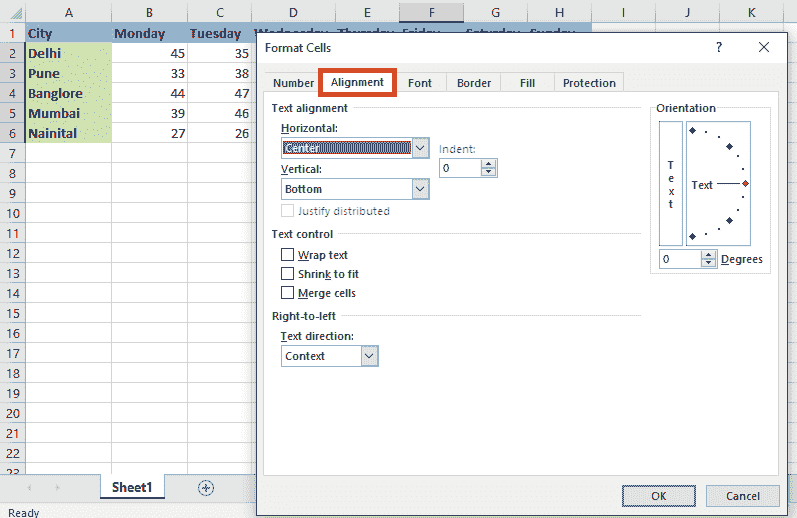 A B C D E F G H I J K
1 City Monday Tuesday Wednesday Thursday Friday Saturday Sunday
Format Cells ?
2 Delhi 45 35
3 Pune 33 38
4 Banglore 44 47
5 Mumbai 39 46
6 Nainital 27 26
7
8
9
10
11
12
13
14
15
16
17
18
19
20
21
22
23
Number Alignment Font Border Fill Protection
Text alignment
Horizontal:
Center
Indent:
0
Vertical:
Bottom
Justify distributed
Text control
Wrap text
Shrink to fit
Merge cells
Right-to-left
Text direction:
Context
Orientation
Text
Text
0 Degrees
OK Cancel
Sheet1
Ready